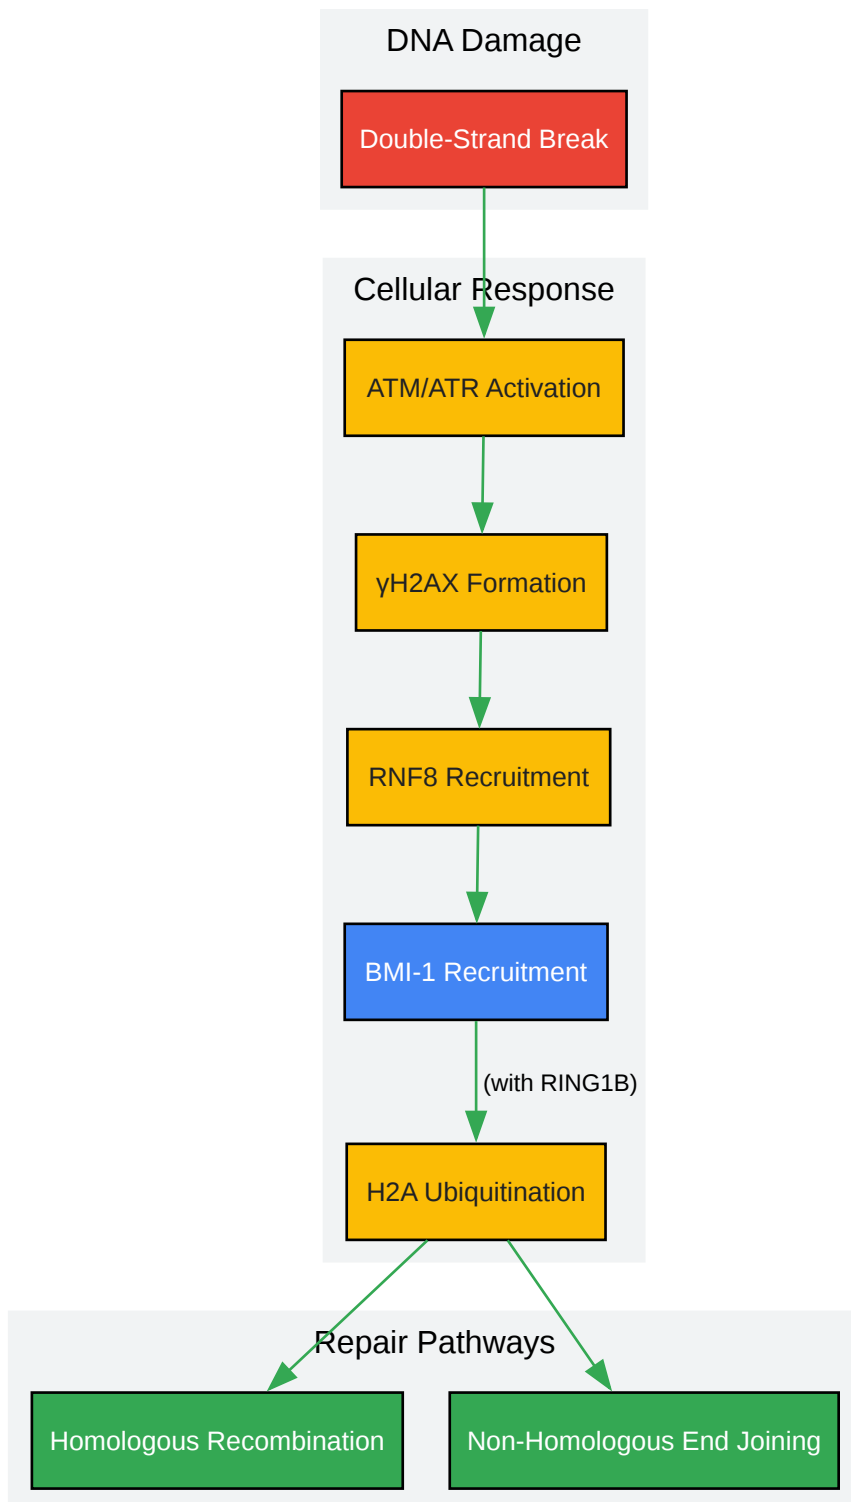 DNA Damage
Double-Strand Break
Cellular Response
ATM/ATR Activation
γH2AX Formation
RNF8 Recruitment
BMI-1 Recruitment
(with RING1B)
H2A Ubiquitination
Repair Pathways
Homologous Recombination
Non-Homologous End Joining